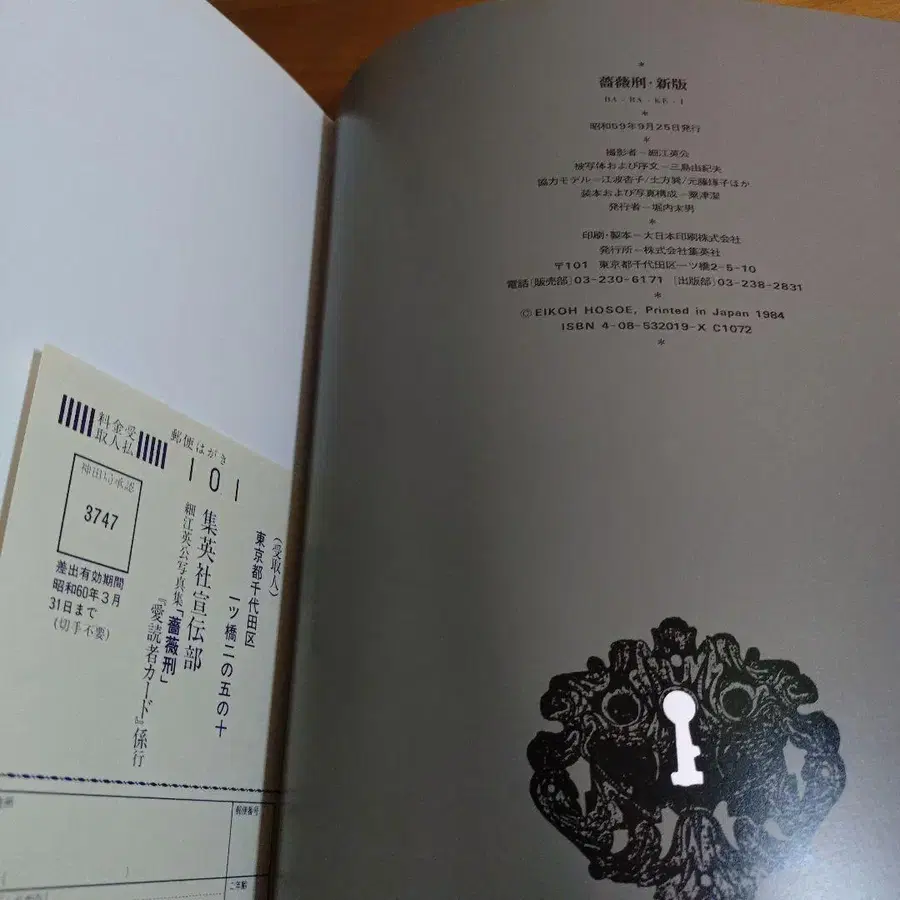 *
薔薇刑・新版
BA・RA・KE・I
*
昭和59年9月25日発行
*
撮影者－細江英公
被写体および序文－三島由紀夫
協力モデル－江波杏子/土方巽/元藤燁子ほか
装本および写真構成－粟津潔
発行者－堀内末男
*
印刷・製本－大日本印刷株式会社
発行所－株式会社集英社
〒101 東京都千代田区一ツ橋2-5-10
電話〔販売部〕03-230-6171〔出版部〕03-238-2831
*
©EIKOH HOSOE, Printed in Japan 1984
ISBN 4-08-532019-X C1072
*
郵便はがき
料金受
取人払
101
神田局承認
3747
差出有効期間
昭和60年3月
31日まで
(切手不要)
(受取人)
東京都千代田区
一ツ橋二の五の十
集英社宣伝部
細江英公写真集「薔薇刑」
『愛読者カード』係行
郵便番号
ご年齢